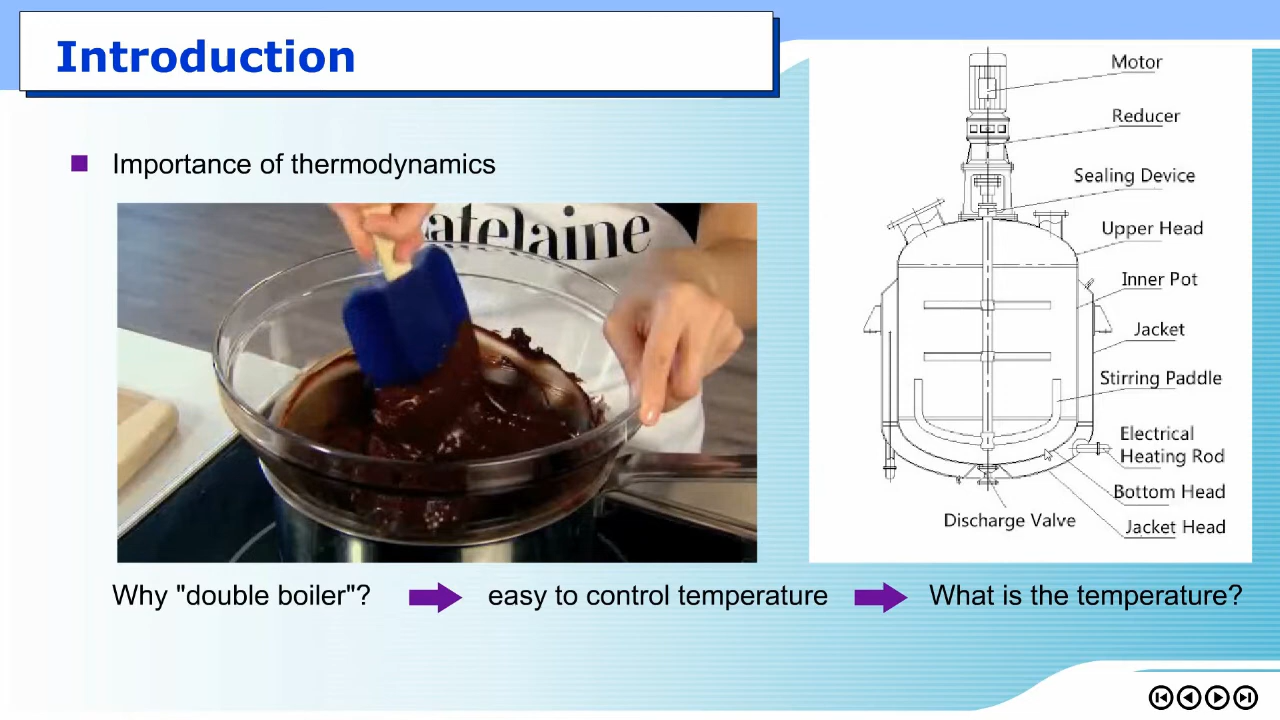 Introduction
Importance of thermodynamics
atelaine
Motor
Reducer
Sealing Device
Upper Head
Inner Pot
Jacket
Stirring Paddle
Electrical
Heating Rod
Bottom Head
Jacket Head
Discharge Valve
Why "double boiler"?
easy to control temperature
What is the temperature?